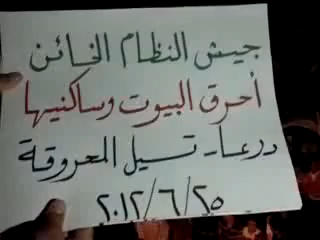 جيش النظام الخائن
أحرق البيوت وساكنيها
درعا - تسيل المحروقة
٢٠١٢/٦/٢٥